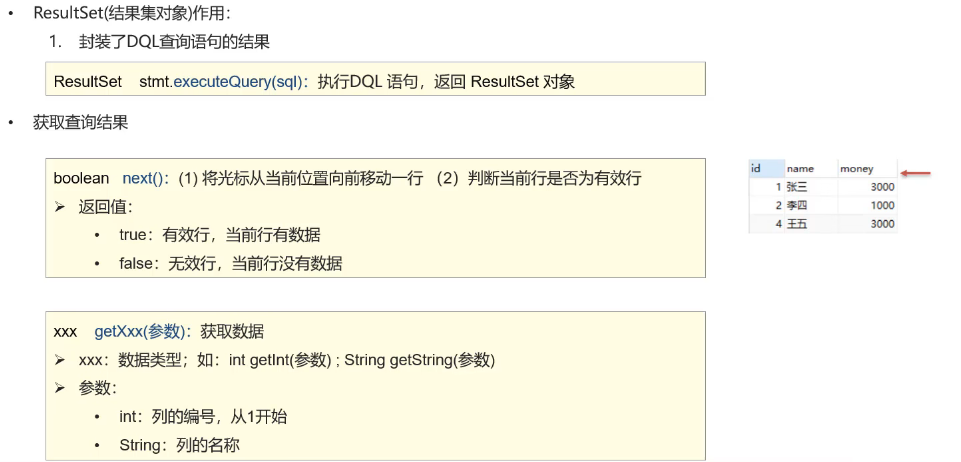 • ResultSet(结果集对象)作用：
1. 封装了DQL查询语句的结果
ResultSet stmt.executeQuery(sql)：执行DQL 语句，返回 ResultSet 对象
• 获取查询结果
boolean next()：(1) 将光标从当前位置向前移动一行 （2）判断当前行是否为有效行
➢ 返回值：
• true：有效行，当前行有数据
• false：无效行，当前行没有数据
xxx getXxx(参数)：获取数据
➢ xxx：数据类型；如：int getInt(参数) ; String getString(参数)
➢ 参数：
• int：列的编号，从1开始
• String：列的名称
id name money
1 张三 3000
2 李四 1000
4 王五 3000